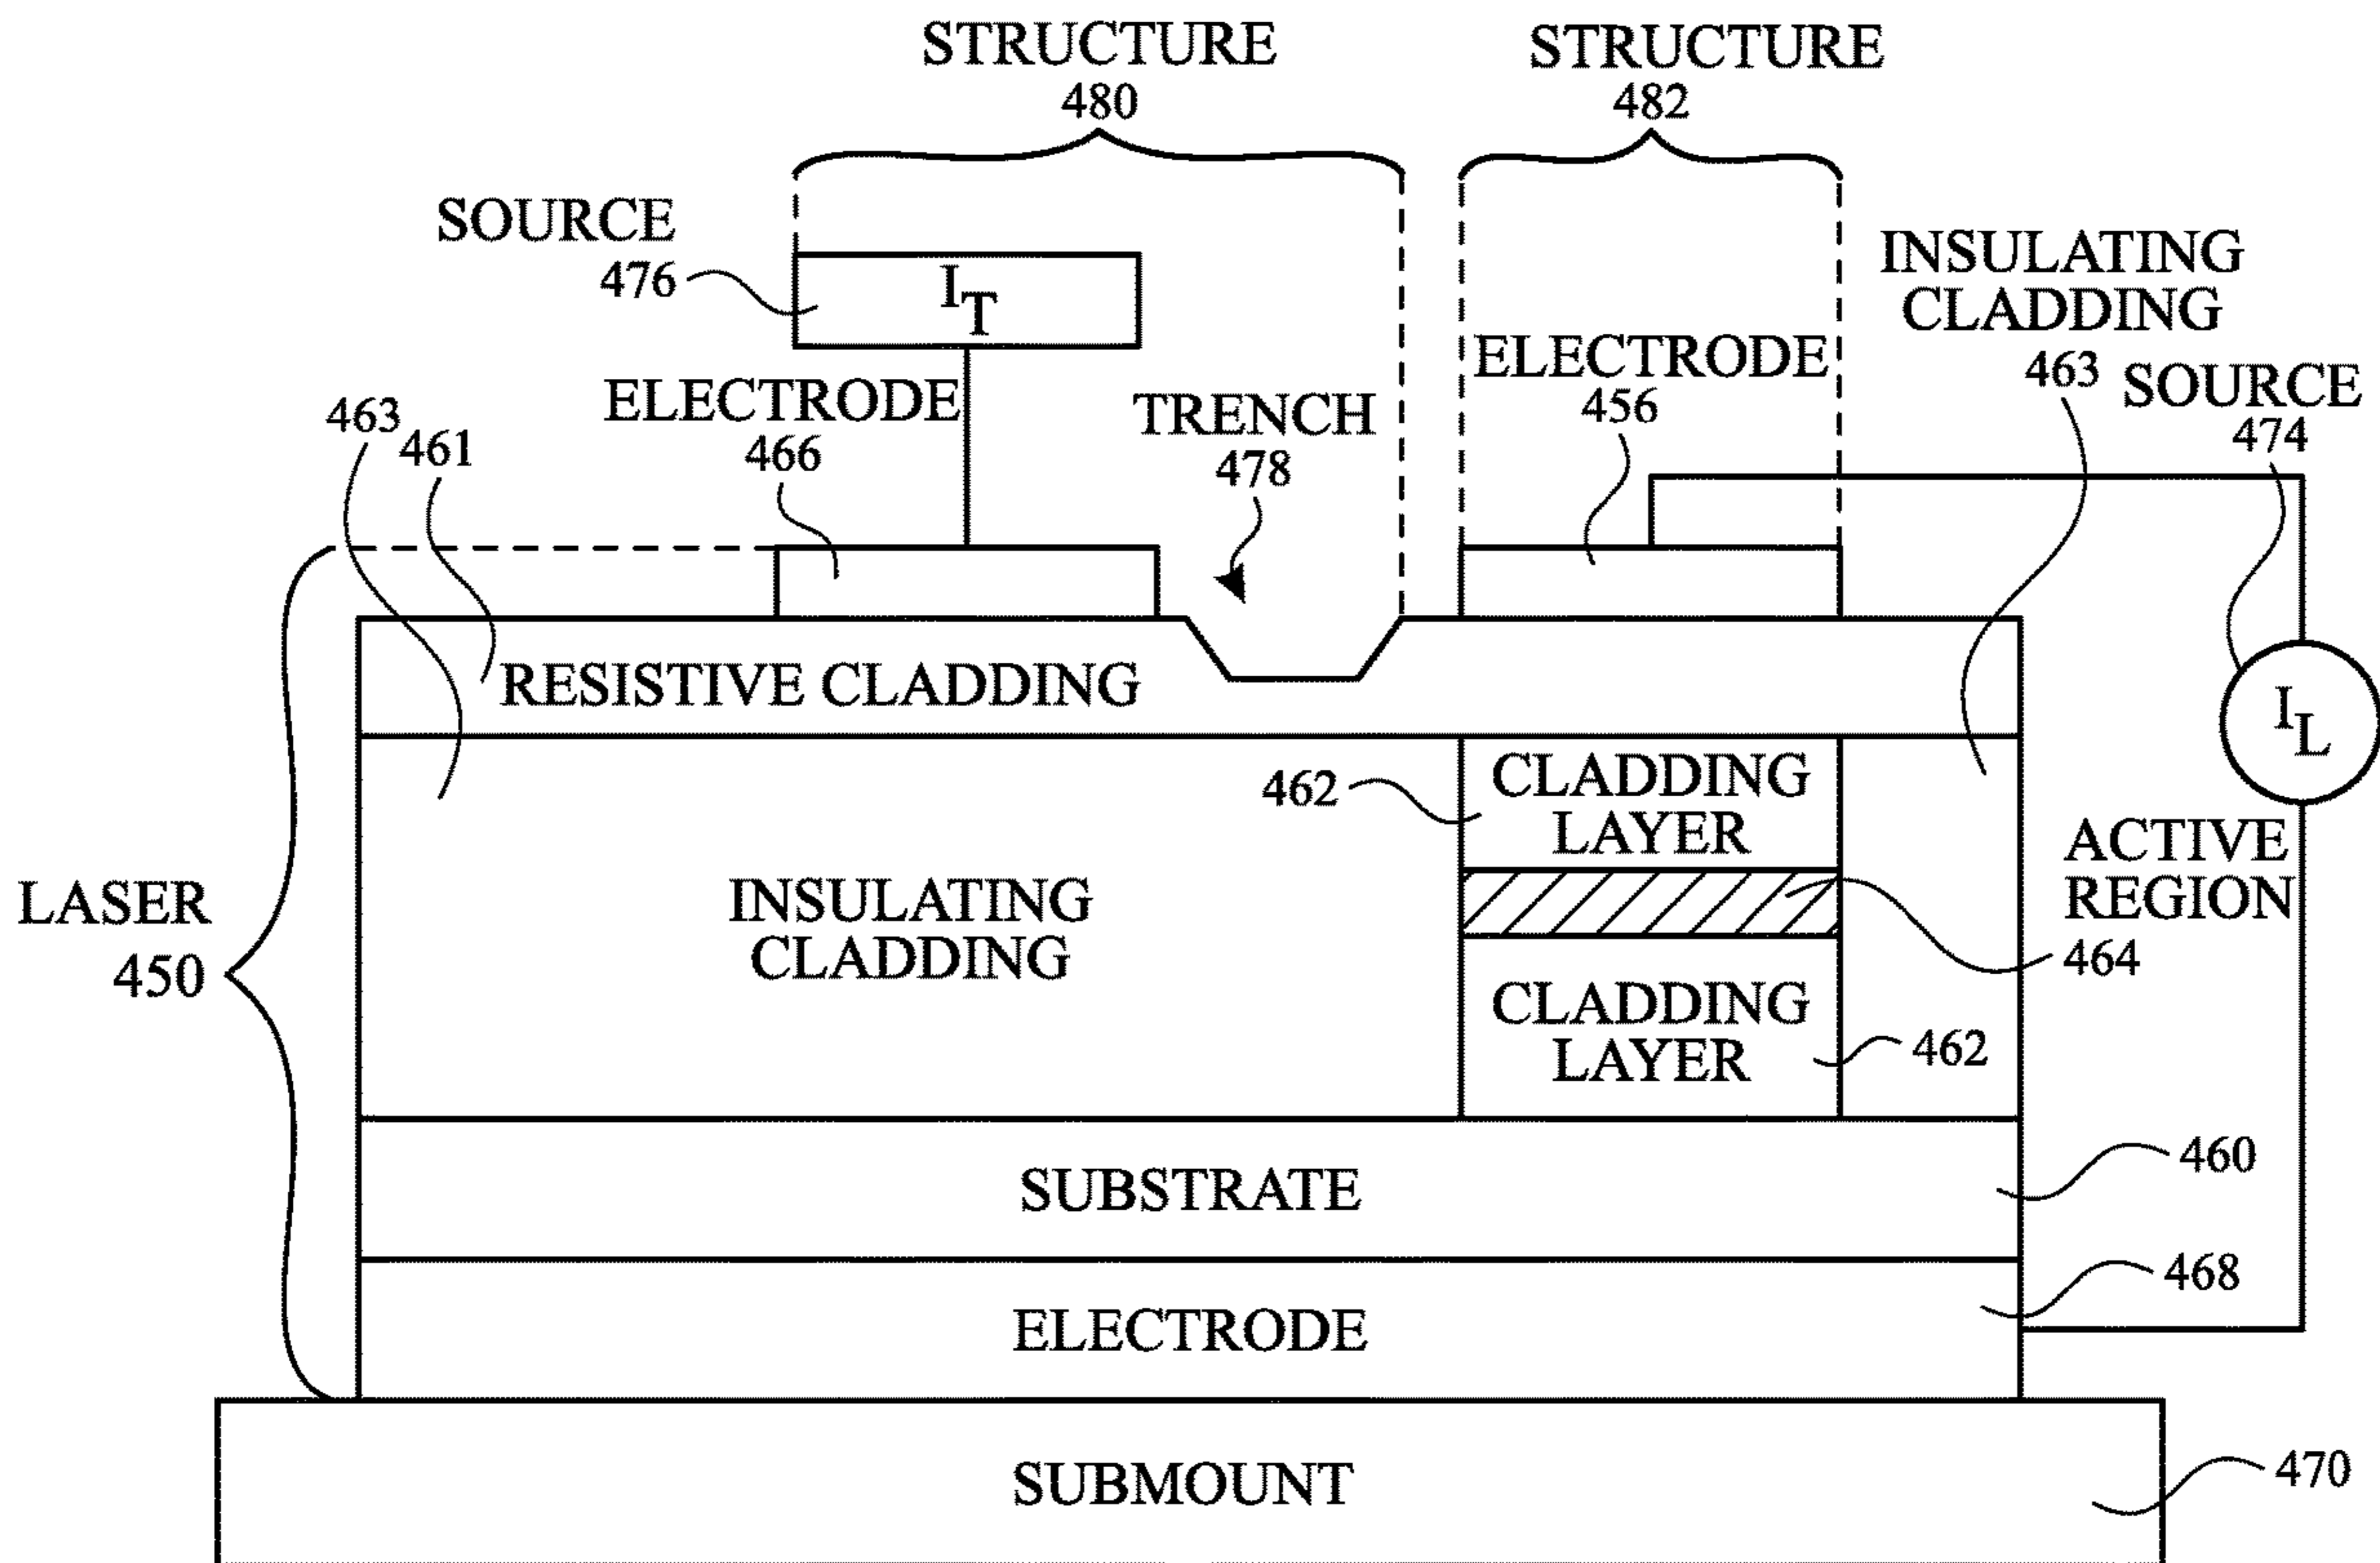 STRUCTURE
480
STRUCTURE
482
SOURCE
476
I_T
INSULATING
CLADDING
463
ELECTRODE
466
TRENCH
478
ELECTRODE
456
SOURCE
474
463
461
RESISTIVE CLADDING
I_L
462
CLADDING
LAYER
ACTIVE
REGION
464
LASER
450
INSULATING
CLADDING
CLADDING
LAYER
462
SUBSTRATE
460
ELECTRODE
468
SUBMOUNT
470